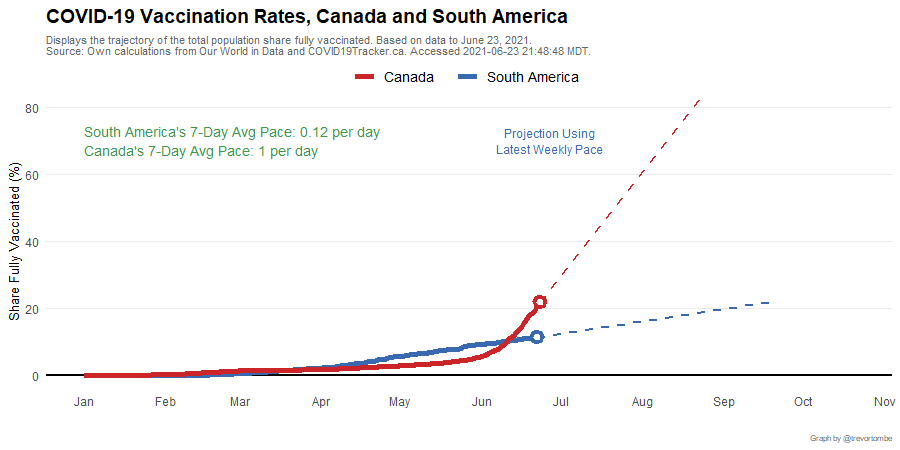 COVID-19 Vaccination Rates, Canada and South America
Displays the trajectory of the total population share fully vaccinated. Based on data to June 23, 2021.
Source: Own calculations from Our World in Data and COVID19Tracker.ca. Accessed 2021-06-23 21:48:48 MDT.
Canada South America
South America's 7-Day Avg Pace: 0.12 per day
Canada's 7-Day Avg Pace: 1 per day
Projection Using
Latest Weekly Pace
Share Fully Vaccinated (%)
80
60
40
20
0
Jan Feb Mar Apr May Jun Jul Aug Sep Oct Nov
Graph by @trevortombe